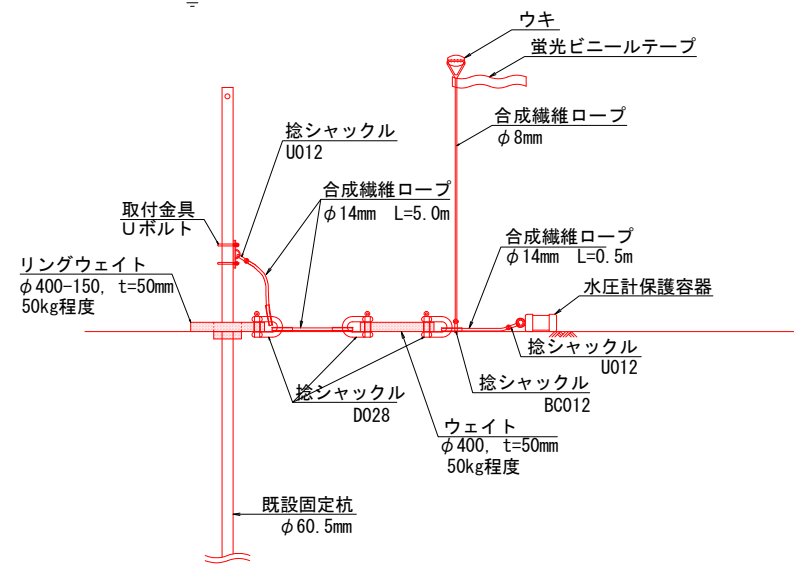 ウキ
蛍光ビニールテープ
合成繊維ロープ
φ8mm
捻シャックル
U012
合成繊維ロープ
φ14mm L=5.0m
取付金具
Uボルト
合成繊維ロープ
φ14mm L=0.5m
リングウェイト
φ400-150, t=50mm
50kg程度
水圧計保護容器
捻シャックル
U012
捻シャックル
BC012
捻シャックル
D028
ウェイト
φ400, t=50mm
50kg程度
既設固定杭
φ60.5mm